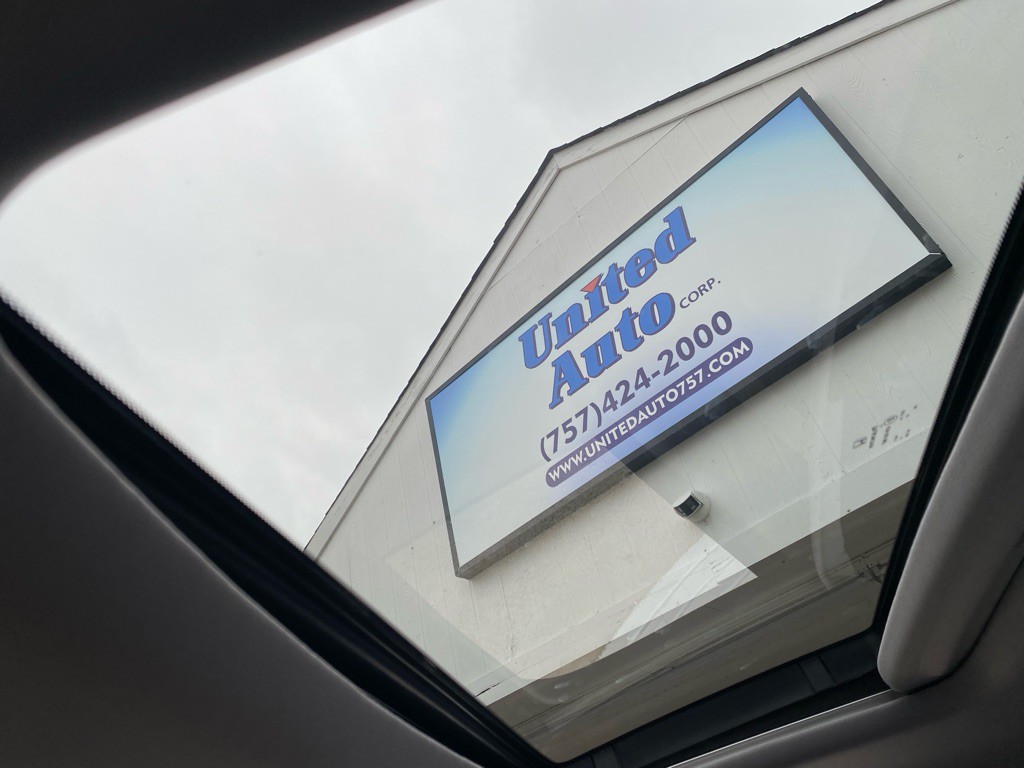 United
Auto CORP.
(757)424-2000
WWW.UNITEDAUTO757.COM